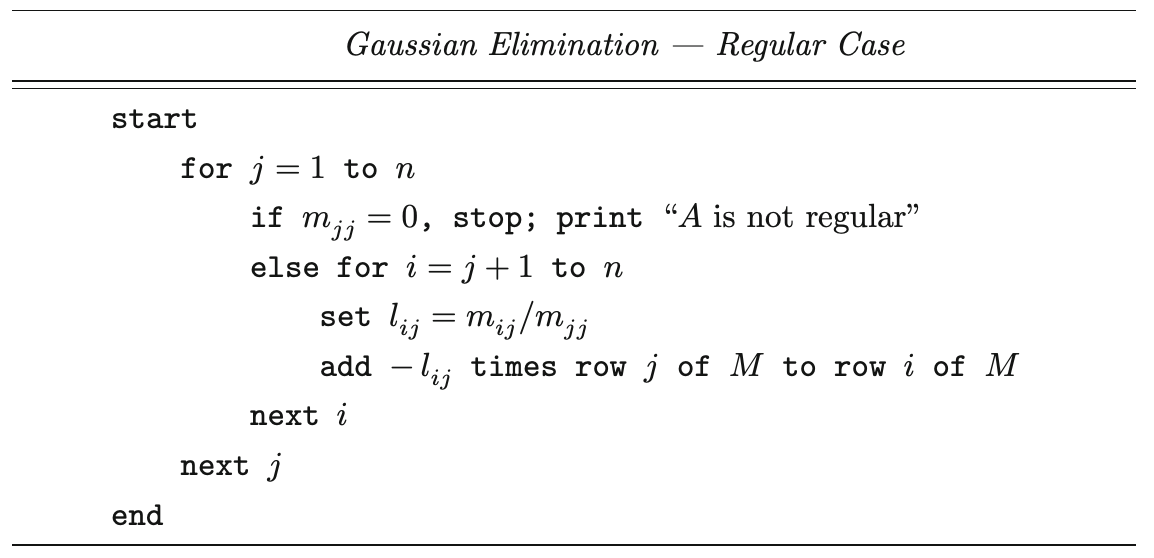 Gaussian Elimination — Regular Case
start
for j = 1 to n
if m_{jj} = 0, stop; print “A is not regular”
else for i = j + 1 to n
set l_{ij} = m_{ij}/m_{jj}
add − l_{ij} times row j of M to row i of M
next i
next j
end